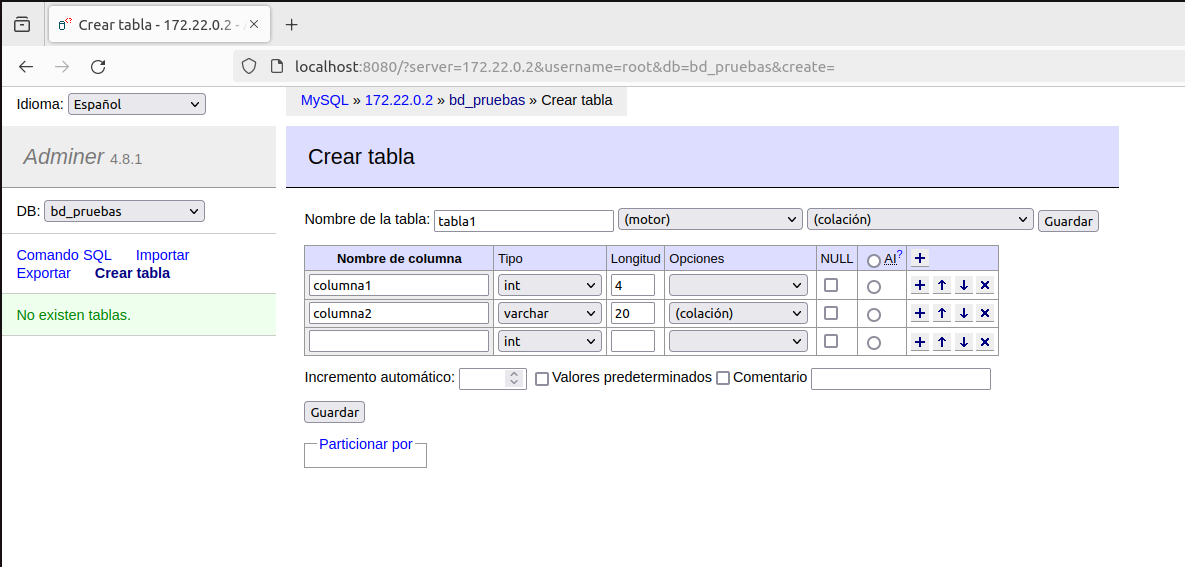 Crear tabla - 172.22.0.2 -
localhost:8080/?server=172.22.0.2&username=root&db=bd_pruebas&create=
Idioma: Español
MySQL » 172.22.0.2 » bd_pruebas » Crear tabla
Adminer 4.8.1
Crear tabla
DB: bd_pruebas
Nombre de la tabla: tabla1 (motor) (colación) Guardar
Comando SQL Importar
Exportar Crear tabla
No existen tablas.
Nombre de columna Tipo Longitud Opciones NULL AI?
columna1 int 4
columna2 varchar 20 (colación)
int
Incremento automático: Valores predeterminados Comentario
Guardar
Particionar por